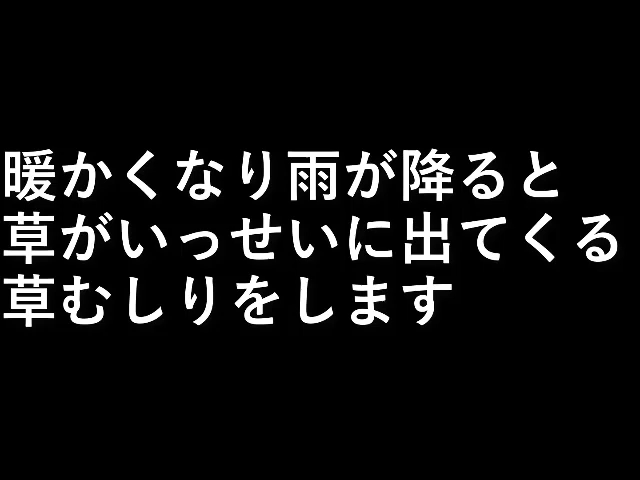 暖かくなり雨が降ると
草がいっせいに出てくる
草むしりをします